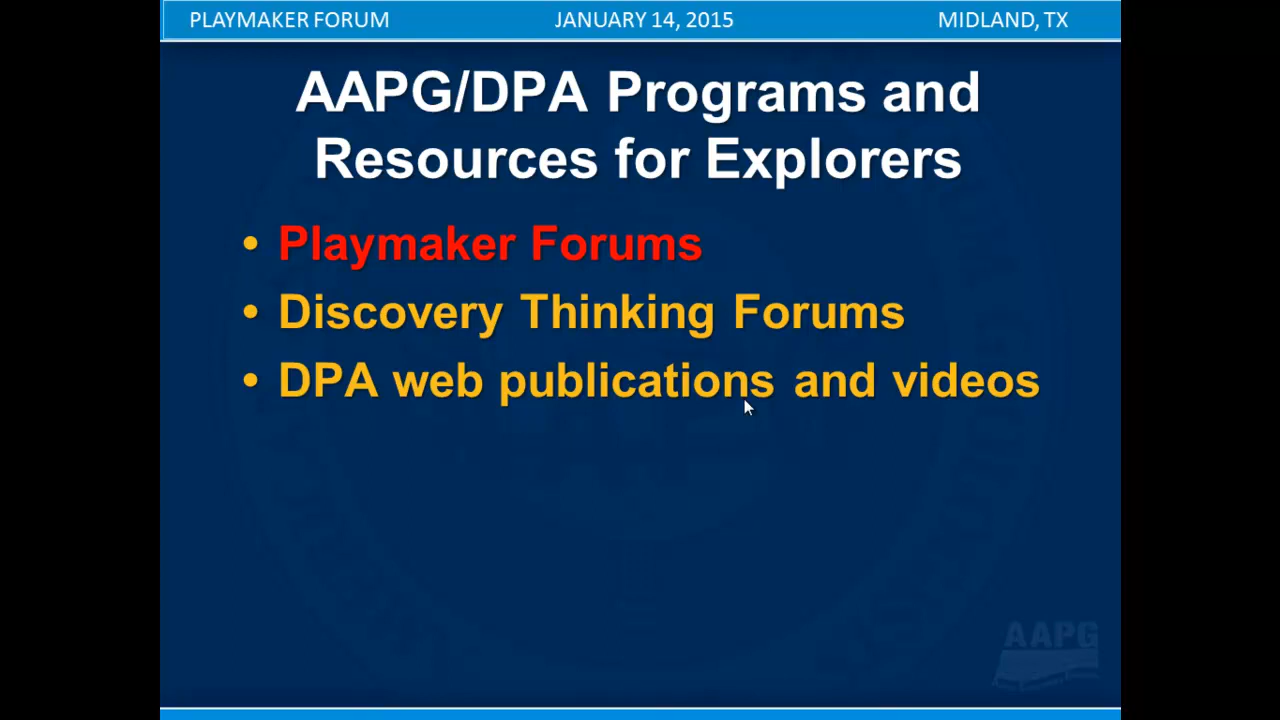 PLAYMAKER FORUM JANUARY 14, 2015 MIDLAND, TX
AAPG/DPA Programs and
Resources for Explorers
• Playmaker Forums
• Discovery Thinking Forums
• DPA web publications and videos
AAPG